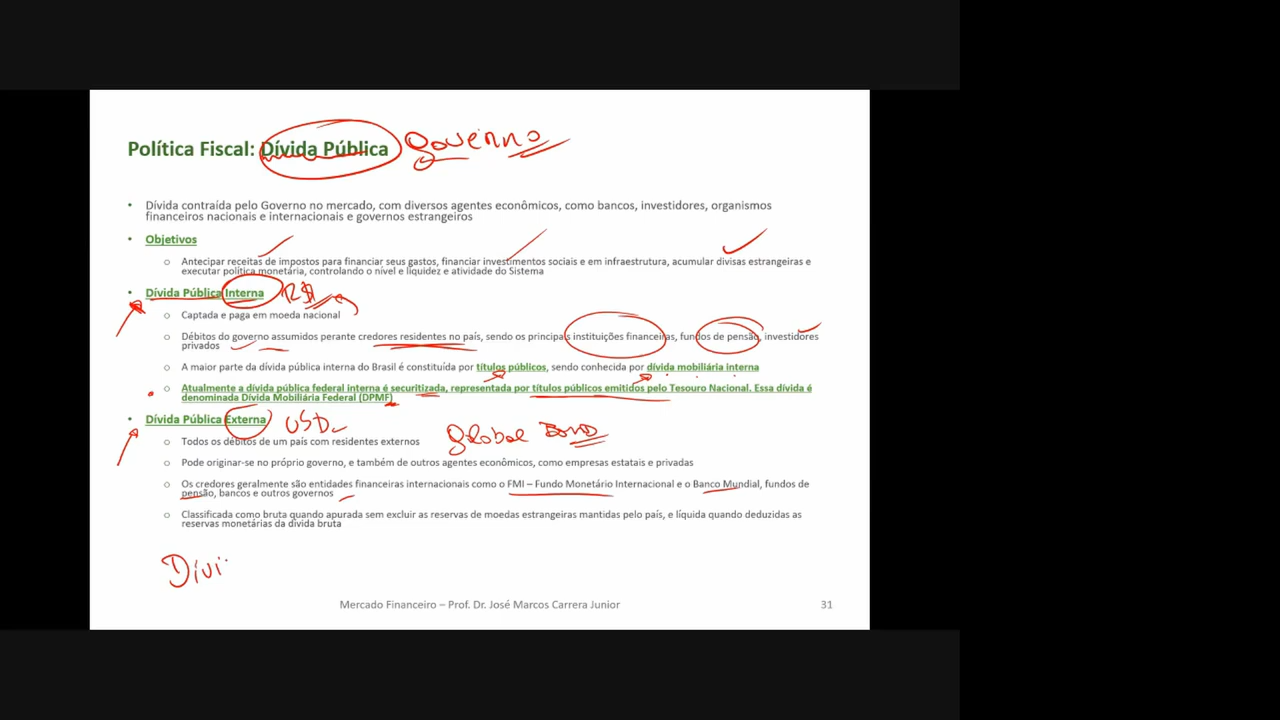 Política Fiscal: Dívida Pública Governo
• Dívida contraída pelo Governo no mercado, com diversos agentes econômicos, como bancos, investidores, organismos
financeiros nacionais e internacionais e governos estrangeiros
• Objetivos
o Antecipar receitas de impostos para financiar seus gastos, financiar investimentos sociais e em infraestrutura, acumular divisas estrangeiras e
executar política monetária, controlando o nível e liquidez e atividade do Sistema
• Dívida Pública Interna R$
o Captada e paga em moeda nacional
o Débitos do governo assumidos perante credores residentes no país, sendo os principais instituições financeiras, fundos de pensão, investidores
privados
o A maior parte da dívida pública interna do Brasil é constituída por títulos públicos, sendo conhecida por dívida mobiliária interna
o Atualmente a dívida pública federal interna é securitizada, representada por títulos públicos emitidos pelo Tesouro Nacional. Essa dívida é
denominada Dívida Mobiliária Federal (DPMF)
• Dívida Pública Externa USD
o Todos os débitos de um país com residentes externos Global Bond
o Pode originar-se no próprio governo, e também de outros agentes econômicos, como empresas estatais e privadas
o Os credores geralmente são entidades financeiras internacionais como o FMI – Fundo Monetário Internacional e o Banco Mundial, fundos de
pensão, bancos e outros governos
o Classificada como bruta quando apurada sem excluir as reservas de moedas estrangeiras mantidas pelo país, e líquida quando deduzidas as
reservas monetárias da dívida bruta
Divi
Mercado Financeiro – Prof. Dr. José Marcos Carrera Junior 31